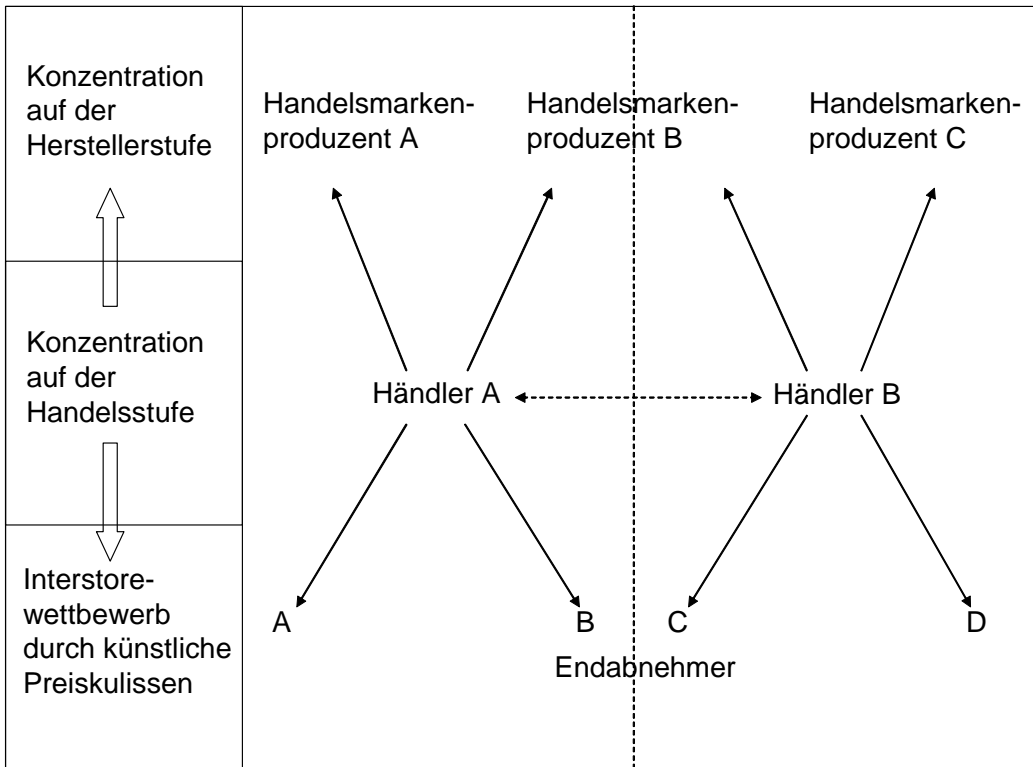 Konzentration
auf der
Herstellerstufe
Handelsmarken-
produzent A
Handelsmarken-
produzent B
Handelsmarken-
produzent C
Konzentration
auf der
Handelsstufe
Händler A
Händler B
Interstore-
wettbewerb
durch künstliche
Preiskulissen
A
B
C
D
Endabnehmer